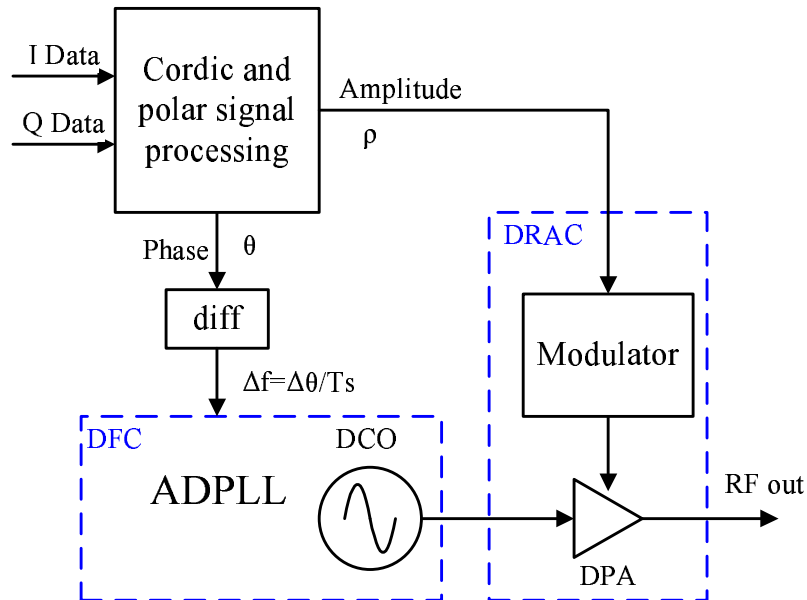 I Data
Q Data
Cordic and
polar signal
processing
Amplitude
ρ
Phase
θ
diff
Δf=Δθ/Ts
DRAC
Modulator
DFC
DCO
ADPLL
RF out
DPA